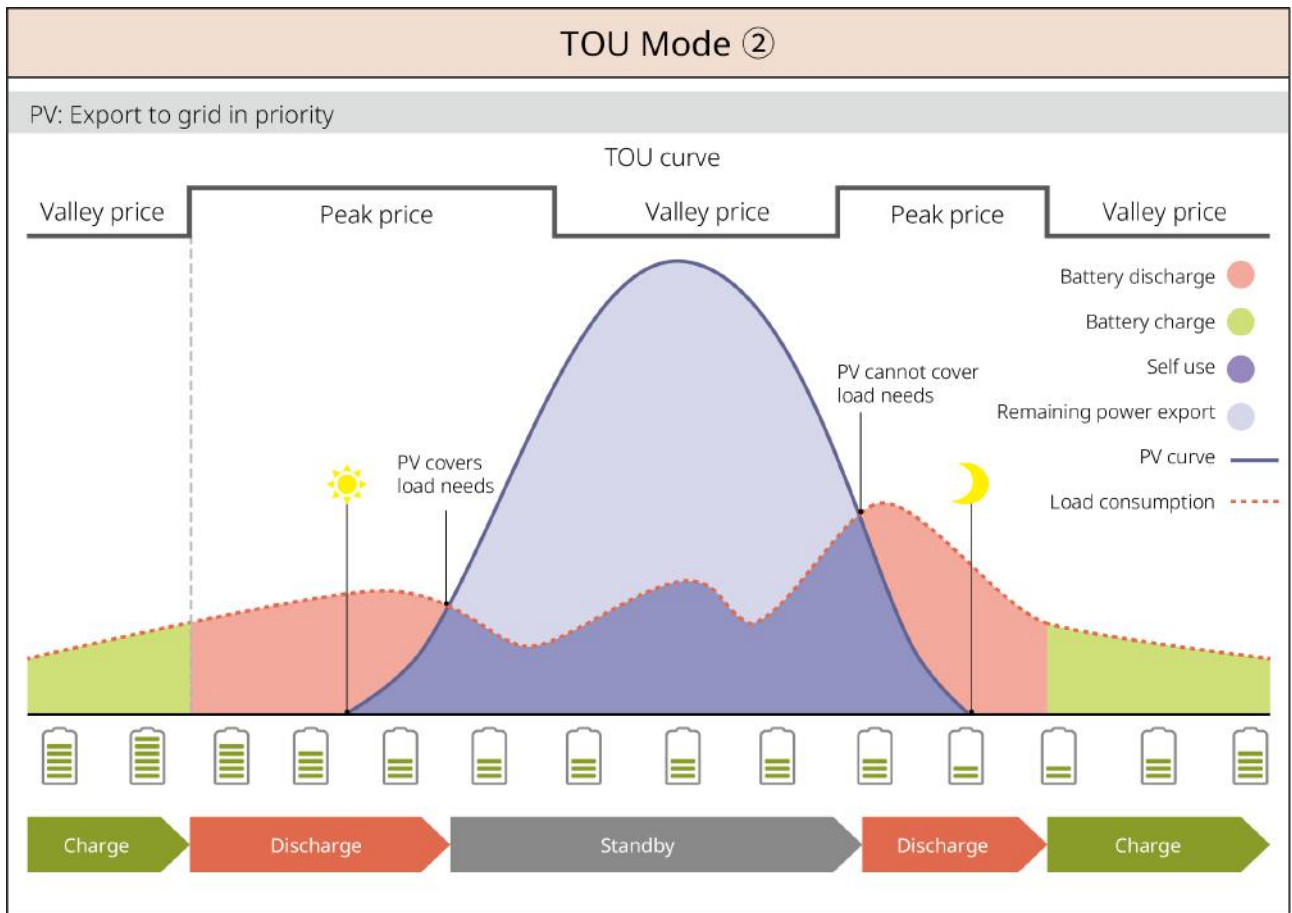 TOU Mode ②
PV: Export to grid in priority
TOU curve
Valley price
Peak price
Valley price
Peak price
Valley price
Battery discharge
Battery charge
Self use
Remaining power export
PV curve
Load consumption
PV cannot cover
load needs
PV covers
load needs
Charge
Discharge
Standby
Discharge
Charge